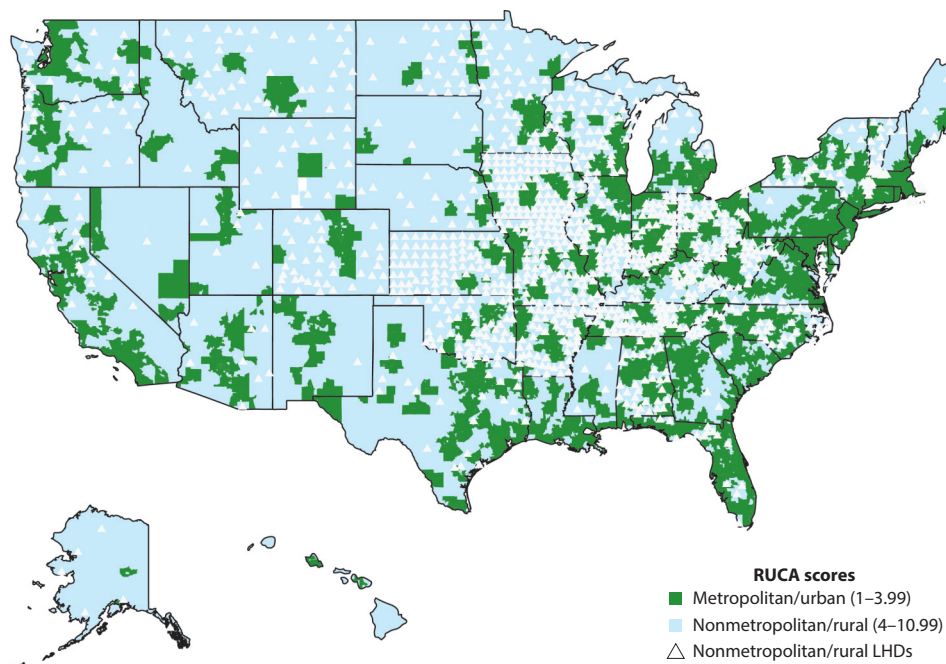 RUCA scores
Metropolitan/urban (1–3.99)
Nonmetropolitan/rural (4–10.99)
Nonmetropolitan/rural LHDs